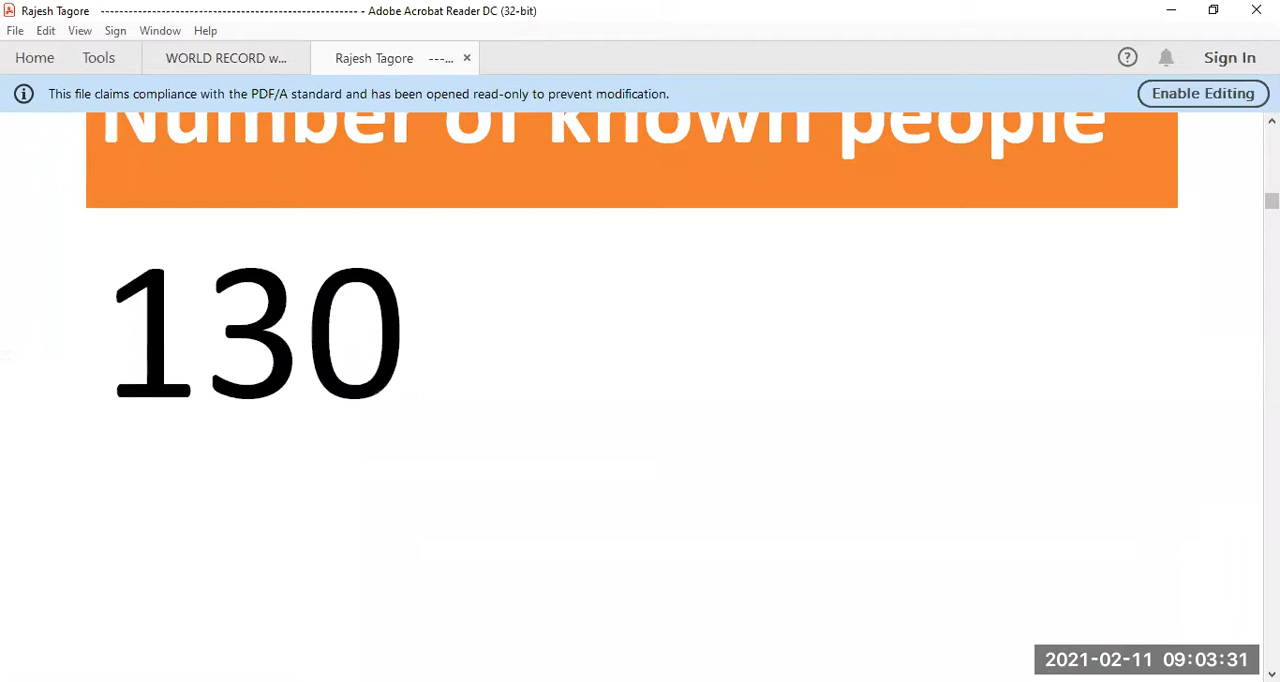 Rajesh Tagore ------------------------------------------------------- - Adobe Acrobat Reader DC (32-bit)
File Edit View Sign Window Help
Home Tools WORLD RECORD w... Rajesh Tagore ---... × ? Sign In
This file claims compliance with the PDF/A standard and has been opened read-only to prevent modification. Enable Editing
Number of known people
130
2021-02-11 09:03:31